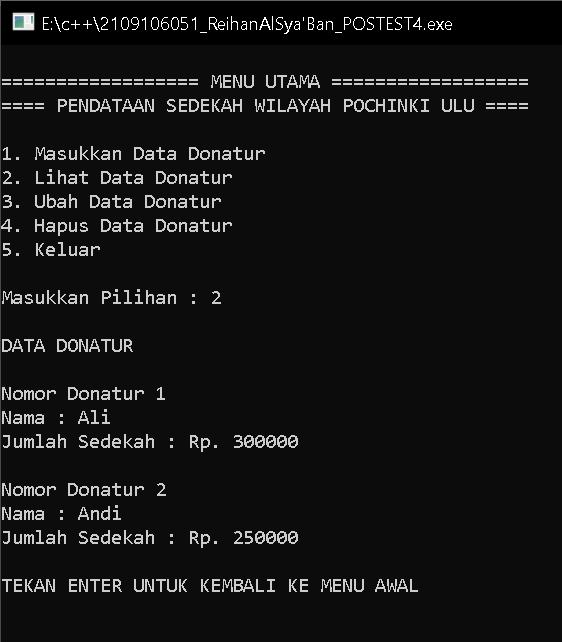 E:\c++\2109106051_ReihanAlSya'Ban_POSTEST4.exe
================== MENU UTAMA ==================
==== PENDATAAN SEDEKAH WILAYAH POCHINKI ULU ====
1. Masukkan Data Donatur
2. Lihat Data Donatur
3. Ubah Data Donatur
4. Hapus Data Donatur
5. Keluar
Masukkan Pilihan : 2
DATA DONATUR
Nomor Donatur 1
Nama : Ali
Jumlah Sedekah : Rp. 300000
Nomor Donatur 2
Nama : Andi
Jumlah Sedekah : Rp. 250000
TEKAN ENTER UNTUK KEMBALI KE MENU AWAL